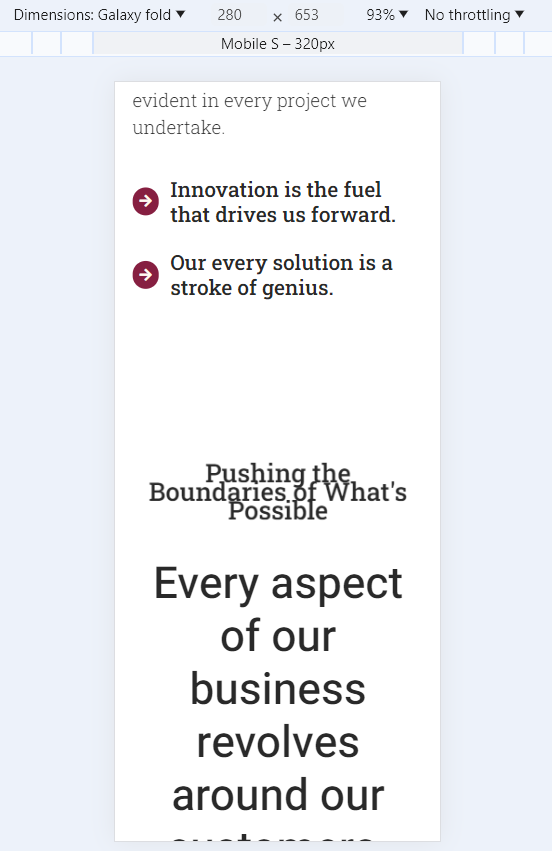 Dimensions: Galaxy fold ▼ 280 × 653 93% ▼ No throttling ▼
Mobile S – 320px
evident in every project we
undertake.
Innovation is the fuel
that drives us forward.
Our every solution is a
stroke of genius.
Pushing the
Boundaries of What's
Possible
Every aspect
of our
business
revolves
around our
customers.